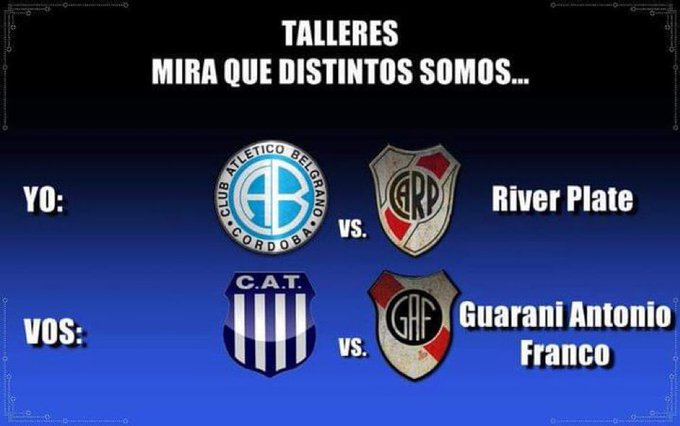 TALLERES
MIRA QUE DISTINTOS SOMOS...
YO:
CLUB ATLETICO BELGRANO
CORDOBA
AB
VS.
CARP
River Plate
VOS:
C.A.T.
VS.
GAF
Guarani Antonio
Franco